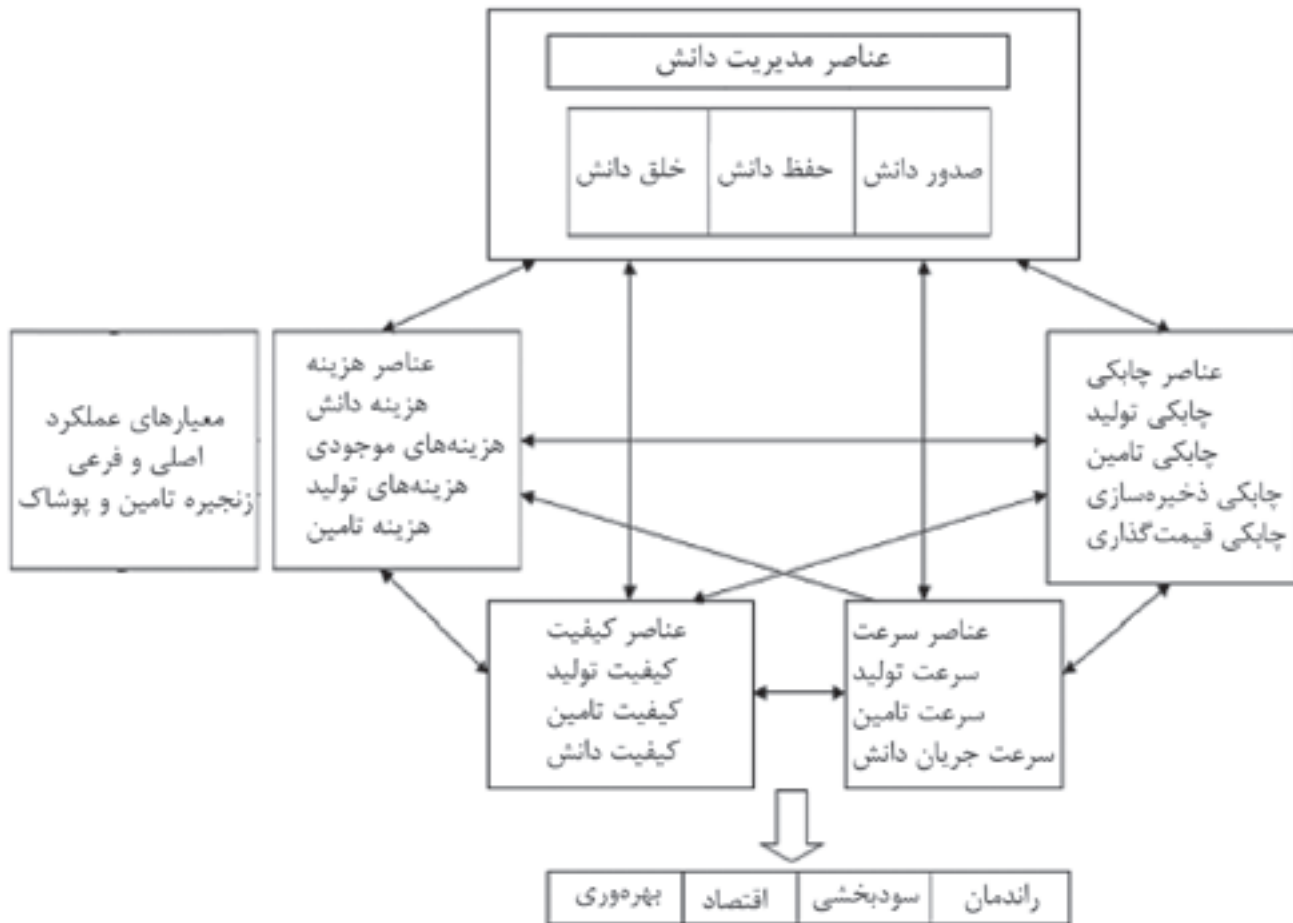 عناصر مدیریت دانش
صدور دانش
حفظ دانش
خلق دانش
عناصر چابکی
چابکی تولید
چابکی تامین
چابکی ذخیره‌سازی
چابکی قیمت‌گذاری
عناصر هزینه
هزینه دانش
هزینه‌های موجودی
هزینه‌های تولید
هزینه تامین
معیارهای عملکرد
اصلی و فرعی
زنجیره تامین و پوشاک
عناصر سرعت
سرعت تولید
سرعت تامین
سرعت جریان دانش
عناصر کیفیت
کیفیت تولید
کیفیت تامین
کیفیت دانش
راندمان
سودبخشی
اقتصاد
بهره‌وری